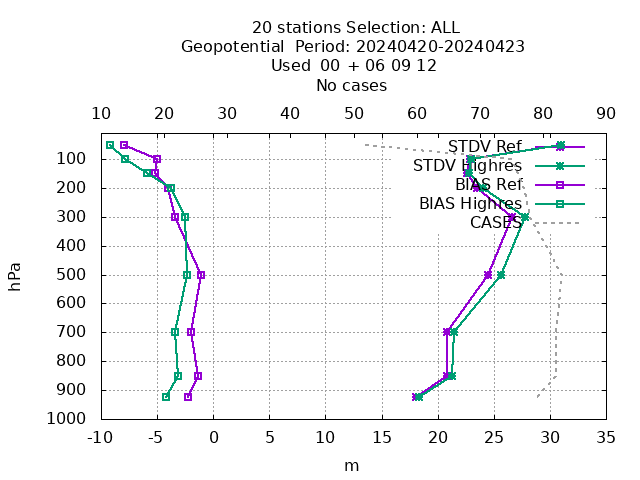 20 stations Selection: ALL
Geopotential  Period: 20240420-20240423
Used  00 + 06 09 12
No cases
10 20 30 40 50 60 70 80 90
STDV Ref
STDV Highres
BIAS Ref
BIAS Highres
CASES
100
200
300
400
500
600
700
800
900
1000
hPa
-10 -5 0 5 10 15 20 25 30 35
m